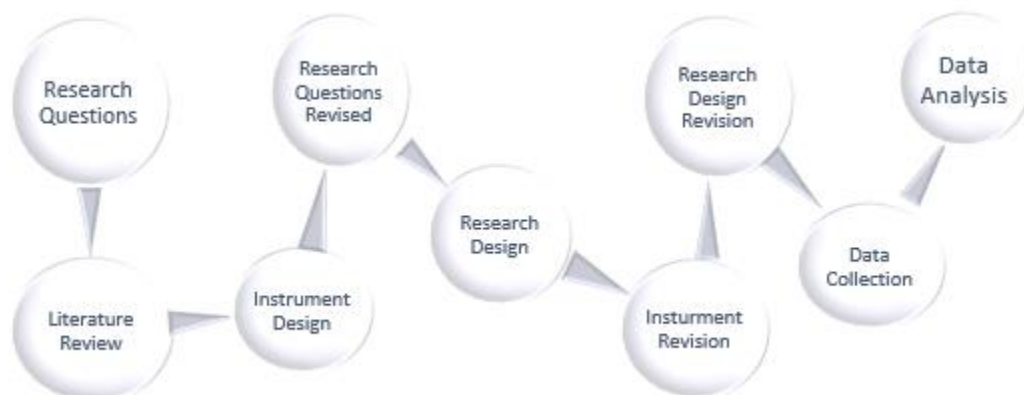 Research
Questions
Literature
Review
Instrument
Design
Research
Questions
Revised
Research
Design
Insturment
Revision
Research
Design
Revision
Data
Collection
Data
Analysis